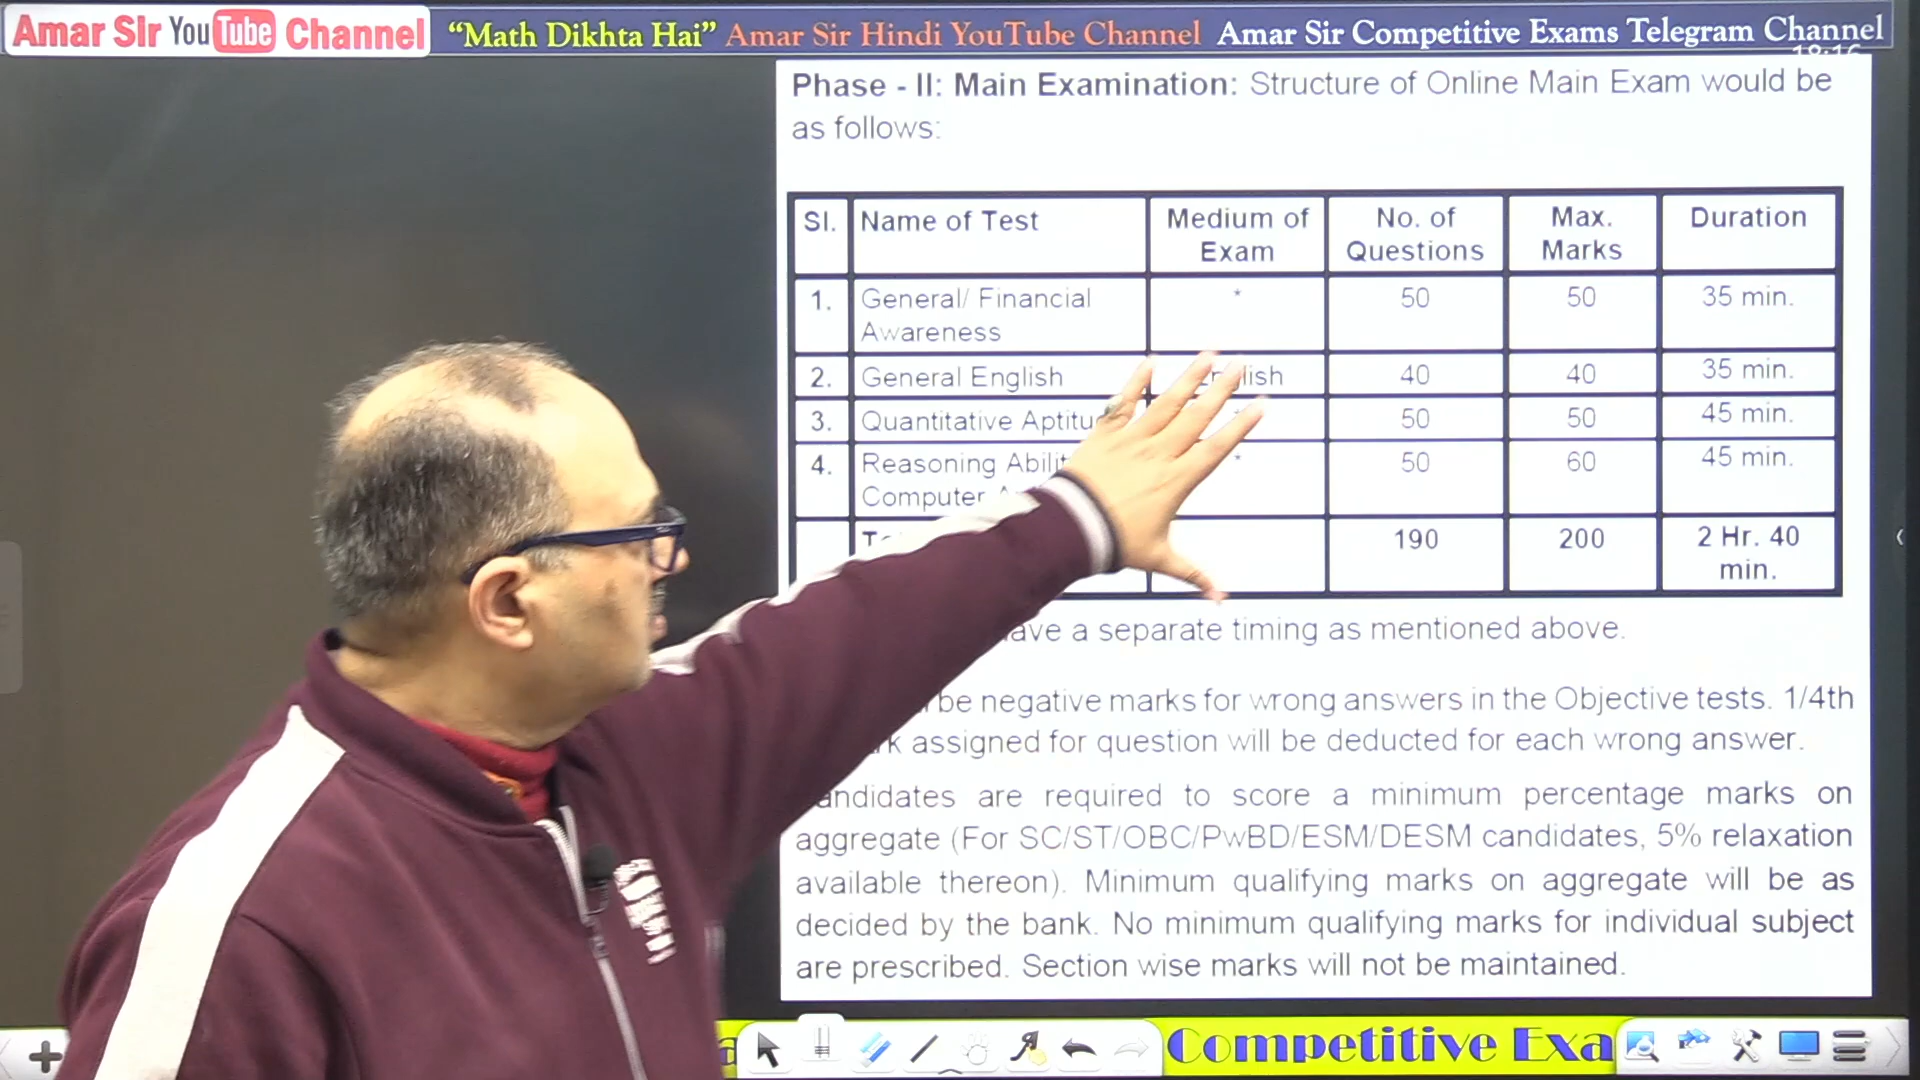 Amar Sir YouTube Channel "Math Dikhta Hai" Amar Sir Hindi YouTube Channel Amar Sir Competitive Exams Telegram Channel
Phase - II: Main Examination: Structure of Online Main Exam would be
as follows:
Sl. Name of Test Medium of Exam No. of Questions Max. Marks Duration
1. General/ Financial Awareness * 50 50 35 min.
2. General English English 40 40 35 min.
3. Quantitative 50 50 45 min.
4. Reasoning Computer * 50 60 45 min.
190 200 2 Hr. 40 min.
a separate timing as mentioned above.
be negative marks for wrong answers in the Objective tests. 1/4th
assigned for question will be deducted for each wrong answer.
are required to score a minimum percentage marks on
aggregate (For SC/ST/OBC/PwBD/ESM/DESM candidates, 5% relaxation
available thereon). Minimum qualifying marks on aggregate will be as
decided by the bank. No minimum qualifying marks for individual subject
are prescribed. Section wise marks will not be maintained.
Competitive Exa